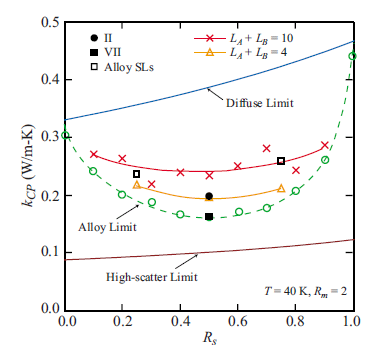 0.5
0.4
0.3
0.2
0.1
0.0
k_CP (W/m-K)
II
VII
Alloy SLs
L_A + L_B = 10
L_A + L_B = 4
Diffuse Limit
Alloy Limit
High-scatter Limit
T = 40 K, R_m = 2
0.0 0.2 0.4 0.6 0.8 1.0
R_s